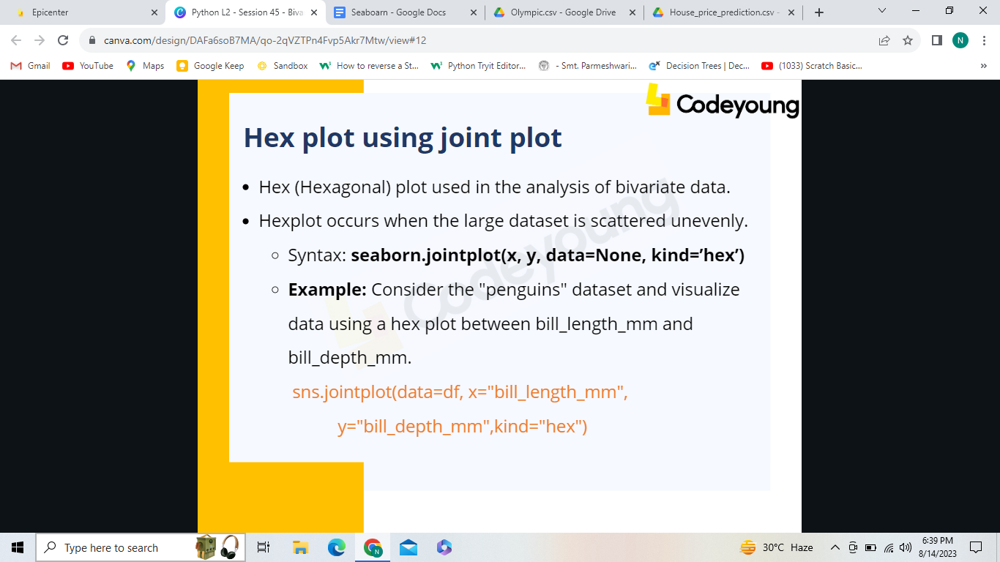 Epicenter
Python L2 - Session 45 - Biva
Seaboarn - Google Docs
Olympic.csv - Google Drive
House_price_prediction.csv -
canva.com/design/DAFa6soB7MA/qo-2qVZTPn4Fvp5Akr7Mtw/view#12
N
Gmail
YouTube
Maps
Google Keep
Sandbox
How to reverse a St...
Python Tryit Editor...
- Smt. Parmeshwari...
Decision Trees | Dec...
(1033) Scratch Basic...
»
Codeyoung
Hex plot using joint plot
• Hex (Hexagonal) plot used in the analysis of bivariate data.
• Hexplot occurs when the large dataset is scattered unevenly.
◦ Syntax: seaborn.jointplot(x, y, data=None, kind=’hex’)
◦ Example: Consider the "penguins" dataset and visualize
data using a hex plot between bill_length_mm and
bill_depth_mm.
sns.jointplot(data=df, x="bill_length_mm",
y="bill_depth_mm",kind="hex")
Codeyoung
Type here to search
30°C Haze
6:39 PM
8/14/2023